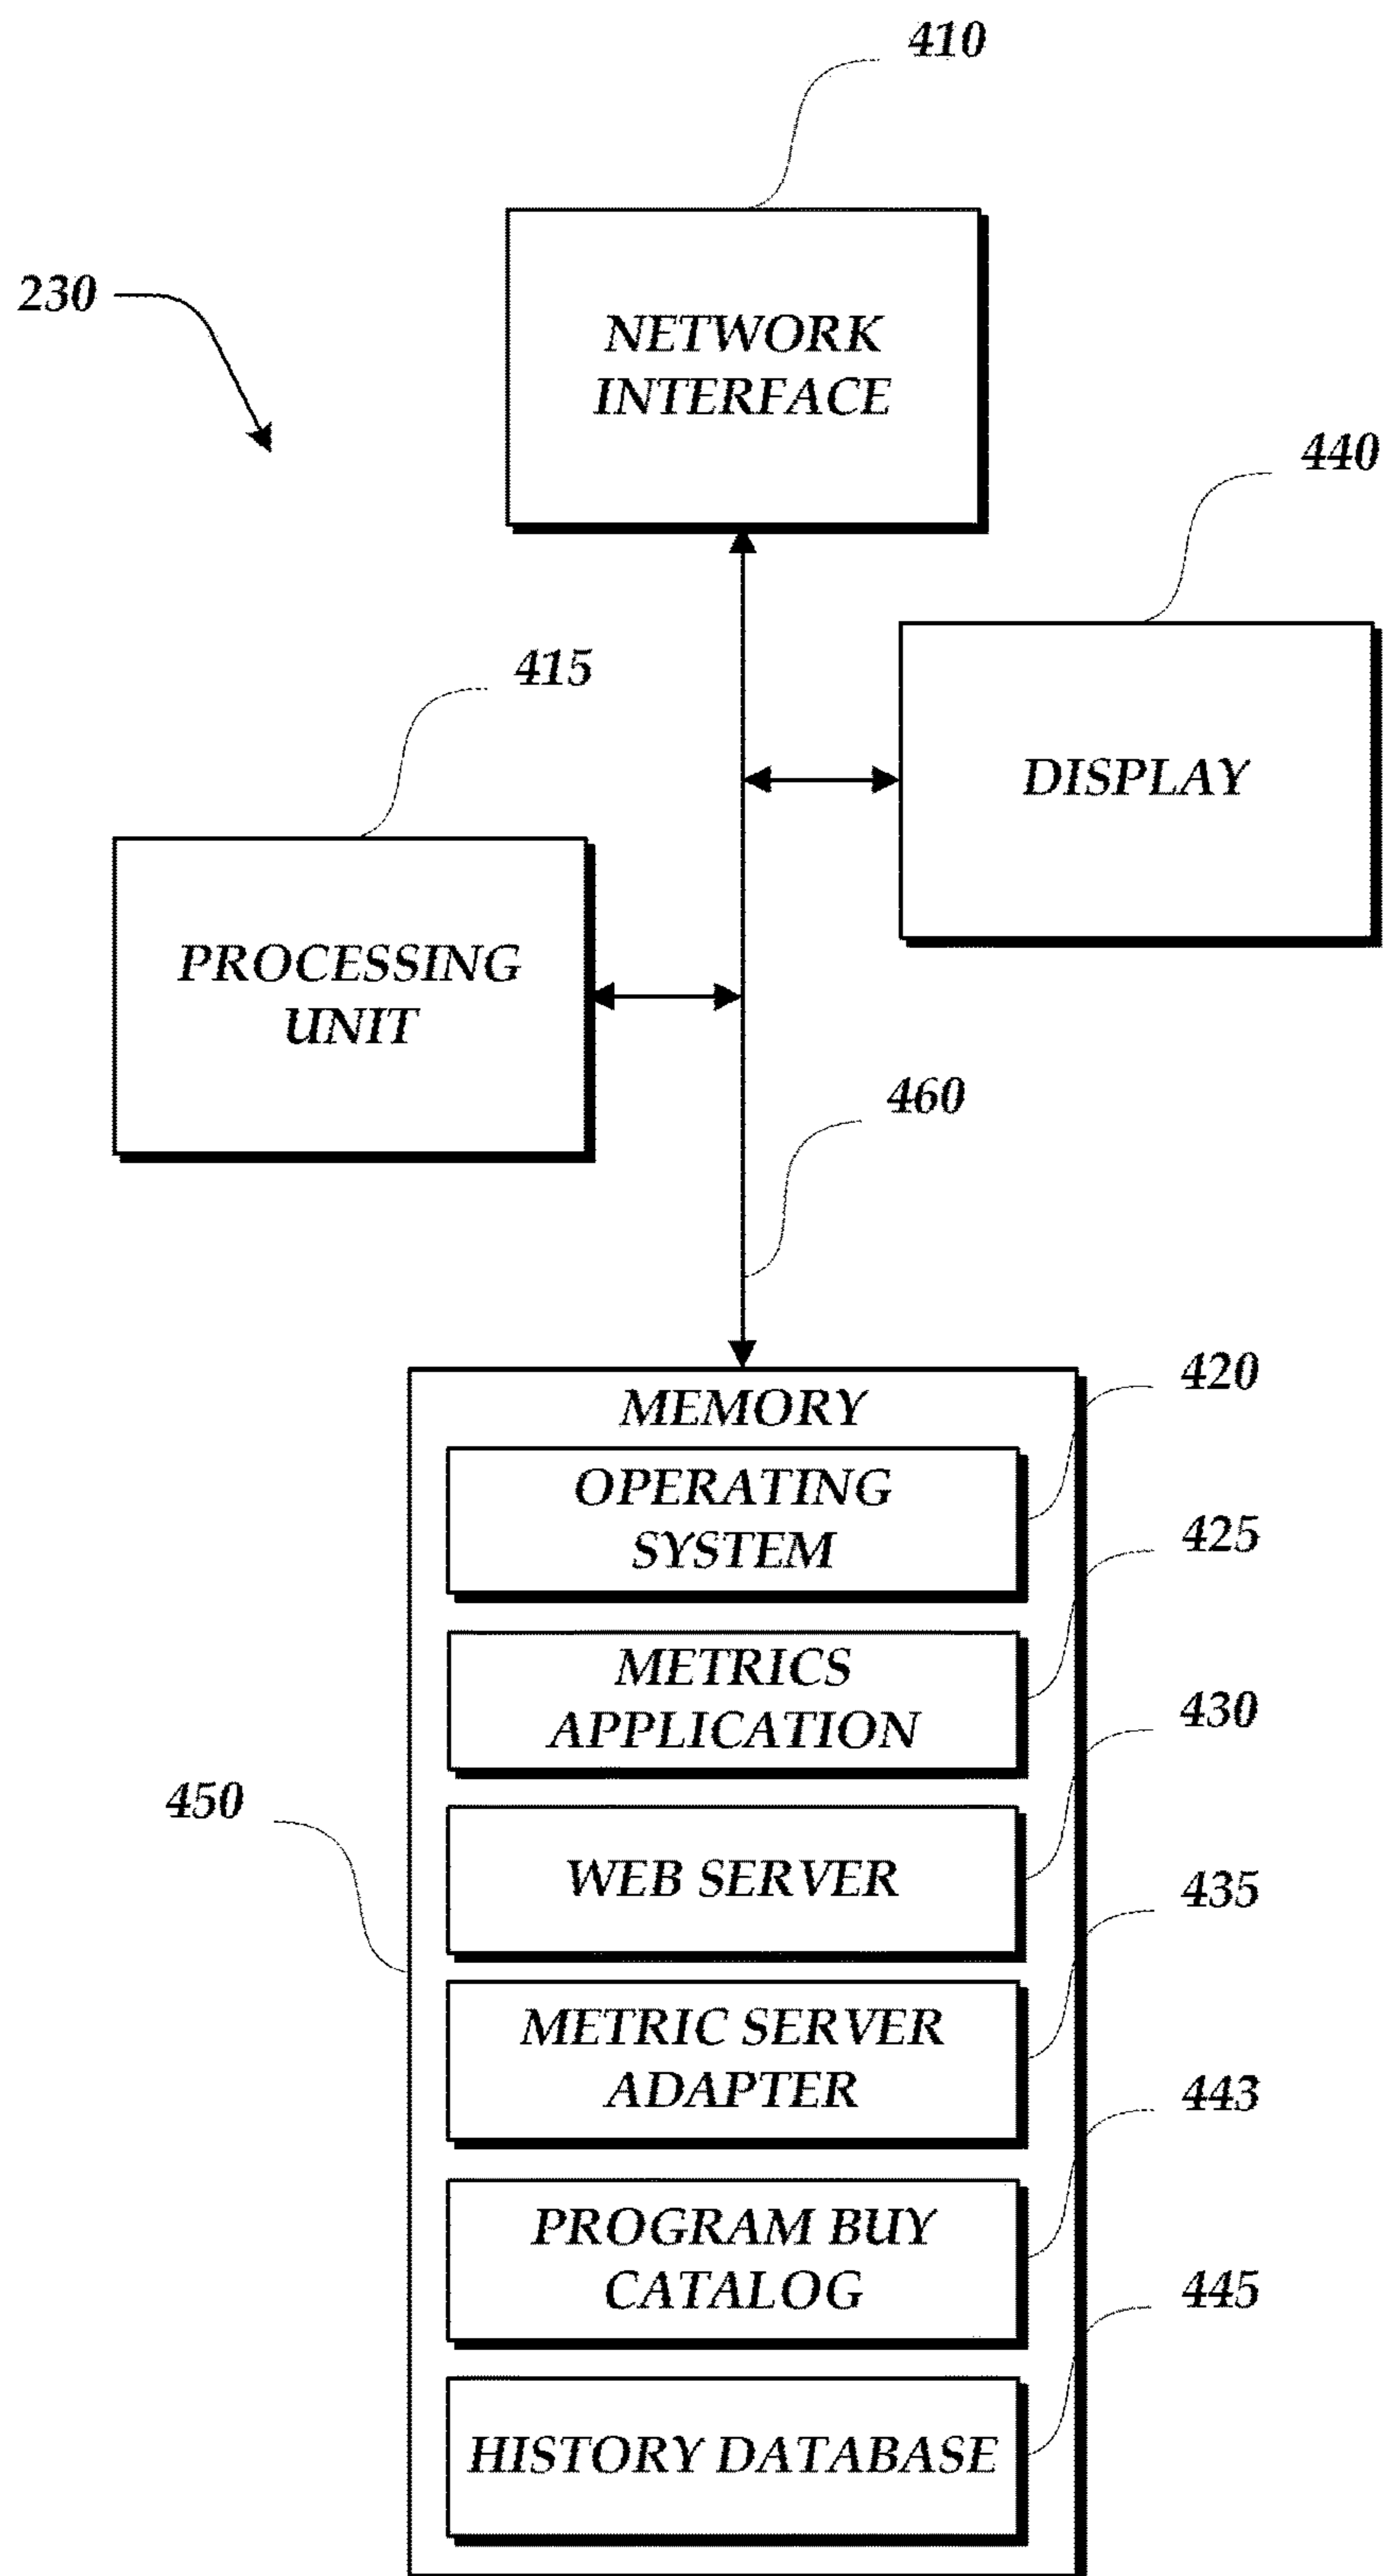 410
230
NETWORK
INTERFACE
440
415
DISPLAY
PROCESSING
UNIT
460
420
MEMORY
OPERATING
SYSTEM
425
METRICS
APPLICATION
430
450
WEB SERVER
435
METRIC SERVER
ADAPTER
443
PROGRAM BUY
CATALOG
445
HISTORY DATABASE